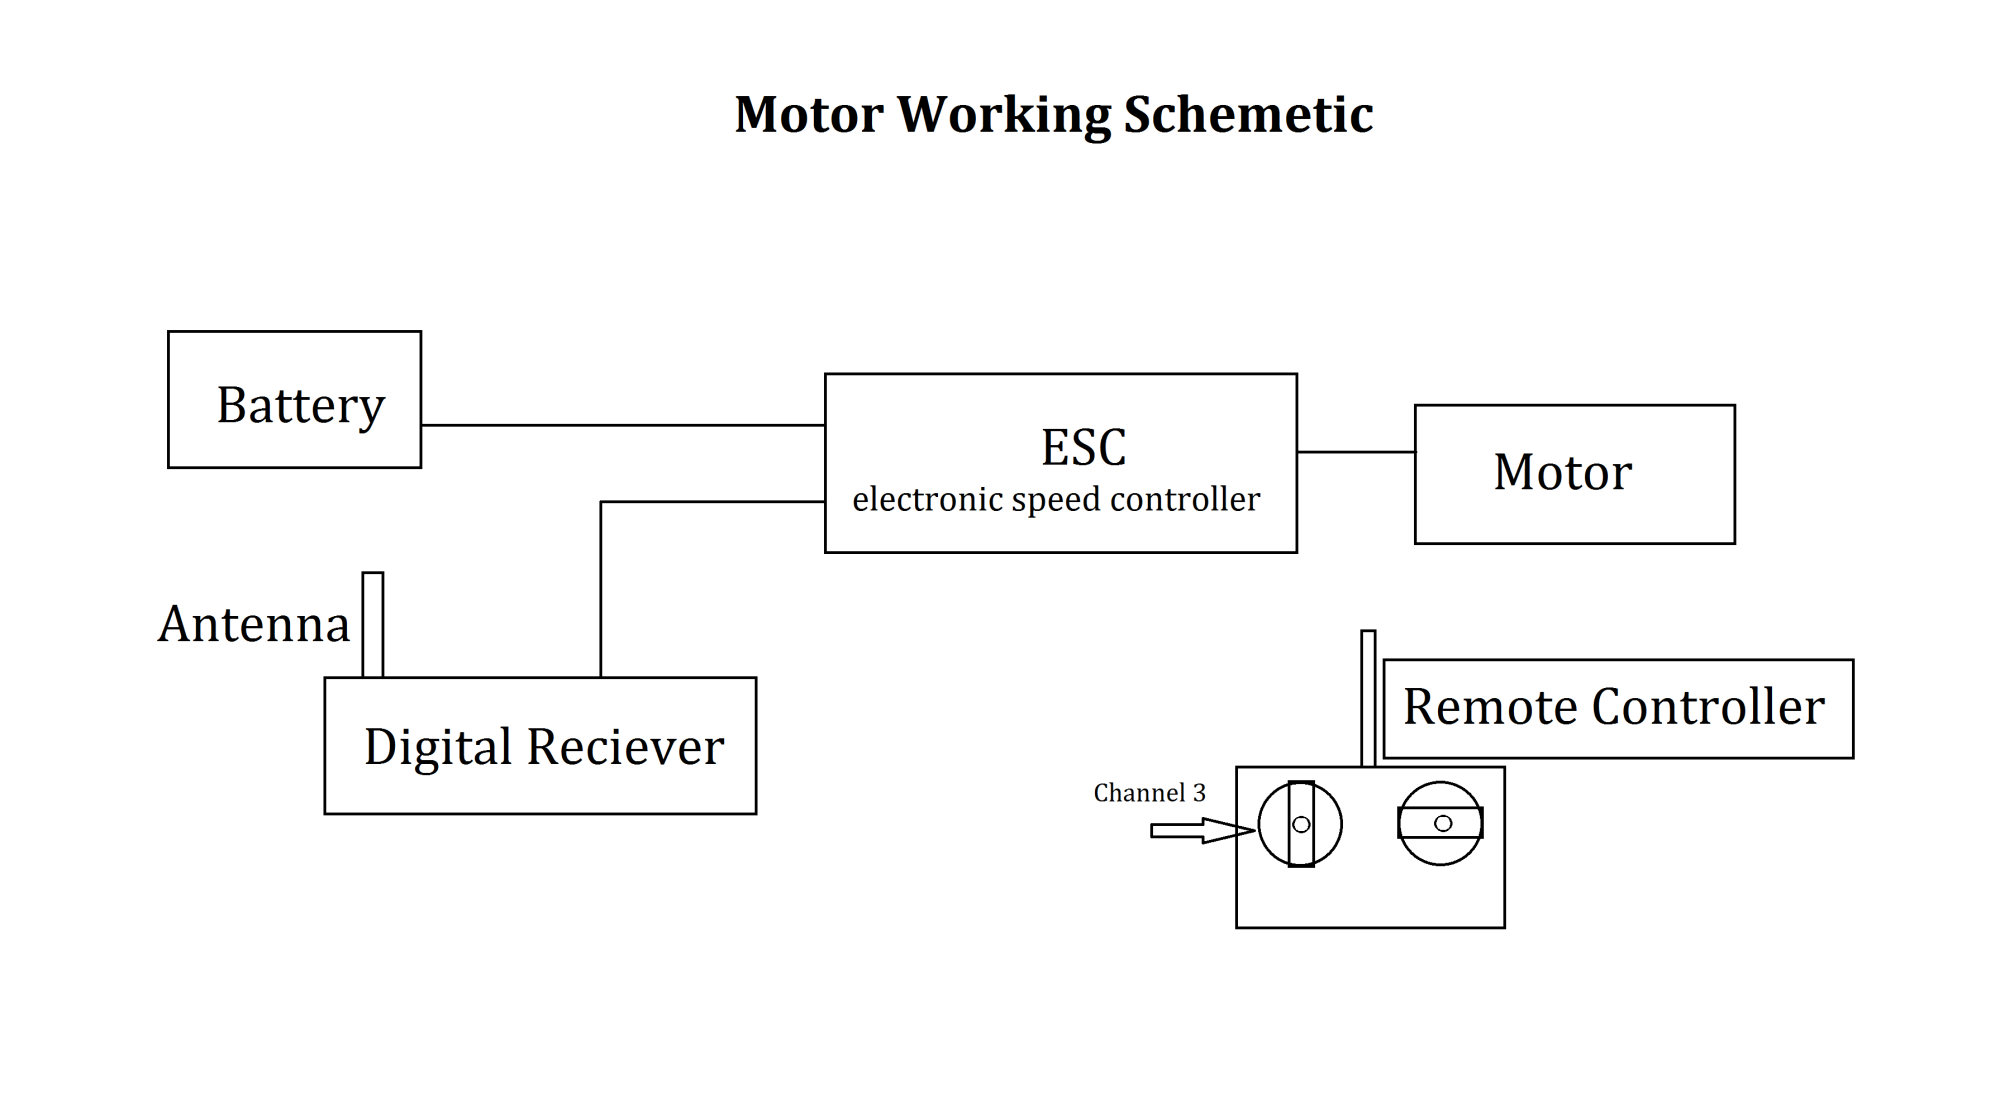 Motor Working Schemetic
Battery
ESC
electronic speed controller
Motor
Antenna
Digital Reciever
Remote Controller
Channel 3